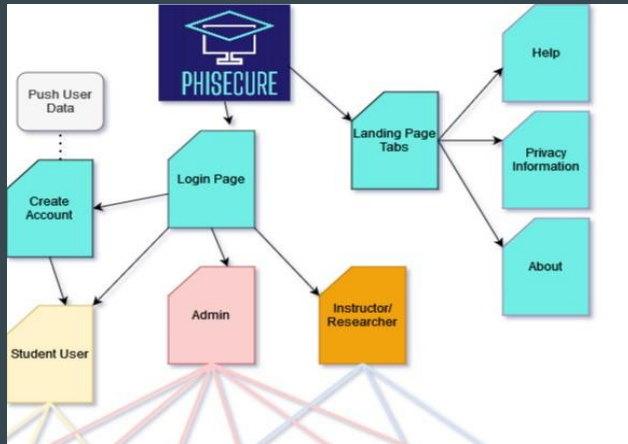 PHISECURE
Help
Push User
Data
Landing Page
Tabs
Privacy
Information
Login Page
Create
Account
About
Admin
Instructor/
Researcher
Student User